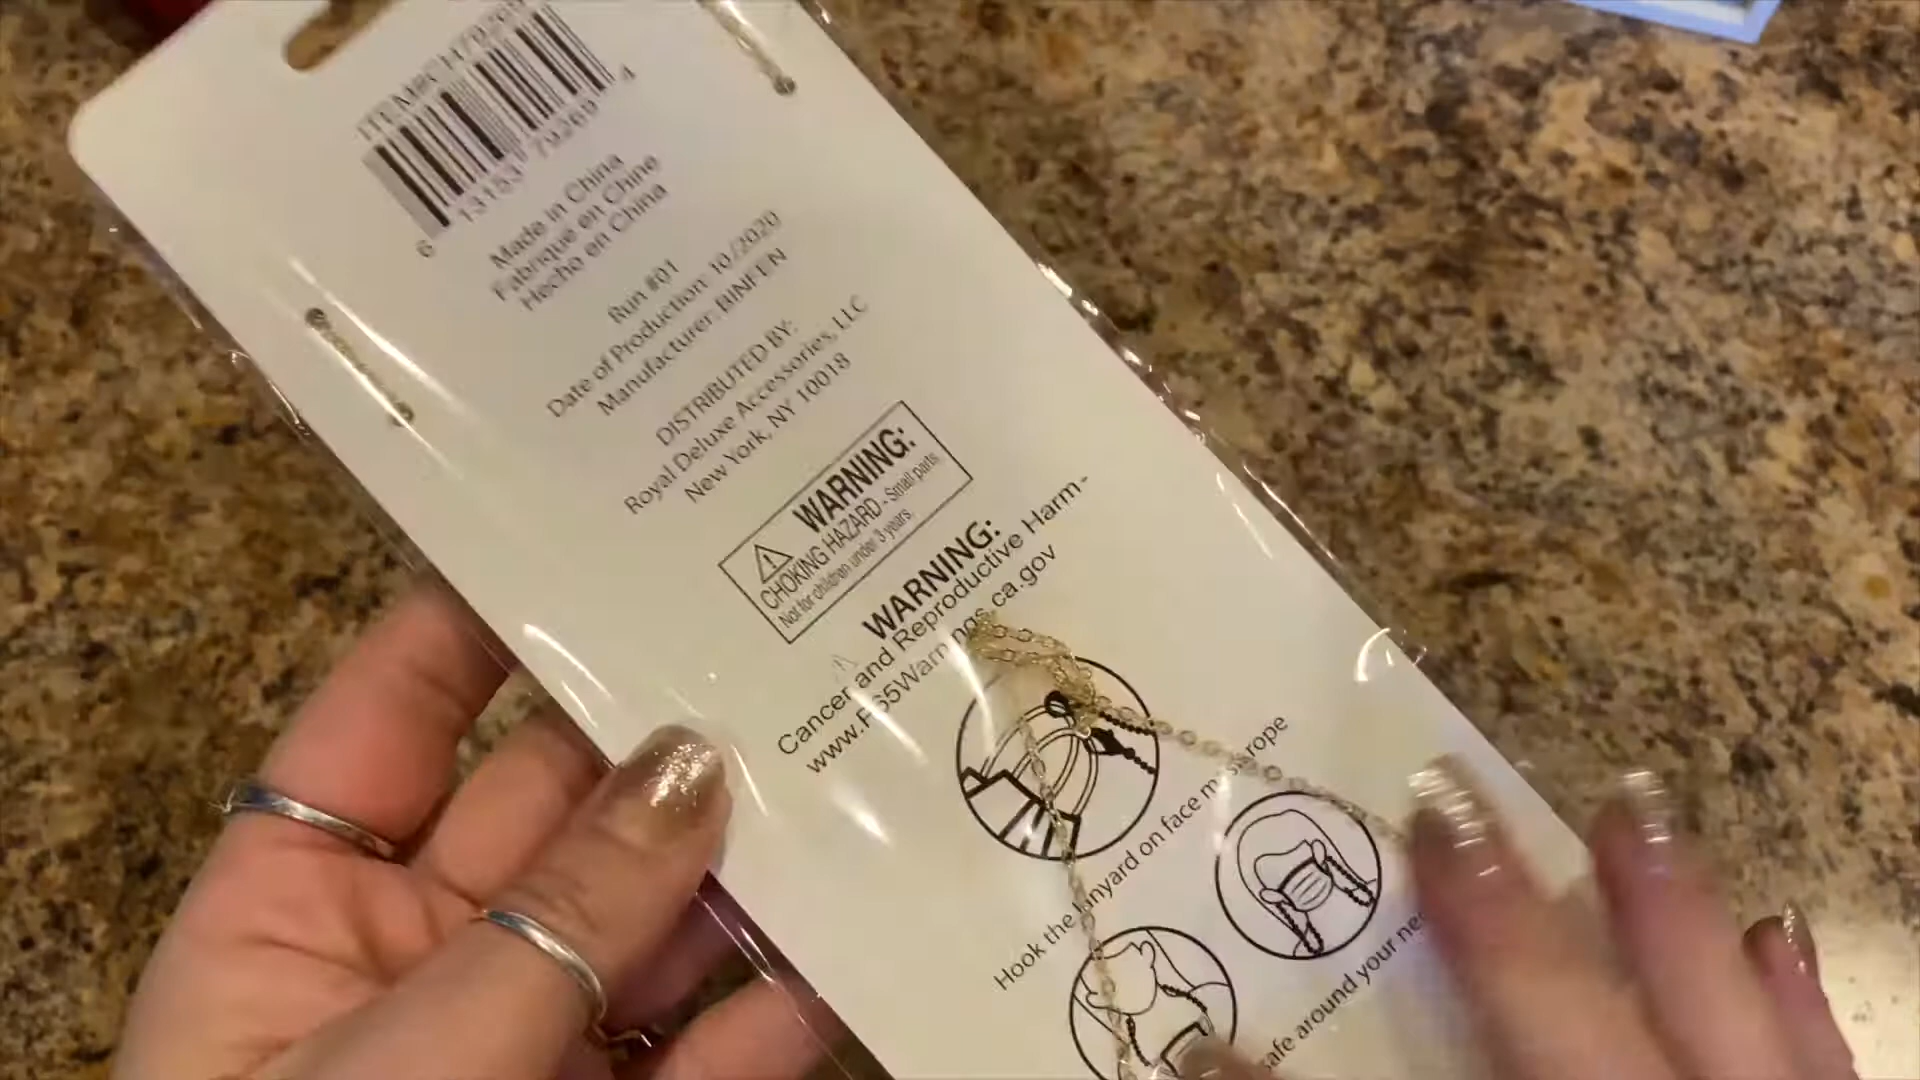 6 13153 79269 4
Made in China
Fabriqué en Chine
Hecho en China
Run #01
Date of Production: 10/2020
Manufacturer: BINFEN
DISTRIBUTED BY:
Royal Deluxe Accessories, LLC
New York, NY 10018
WARNING:
CHOKING HAZARD - Small parts.
Not for children under 3 years.
WARNING:
Cancer and Reproductive Harm -
www.P65Warnings.ca.gov
Hook the lanyard on face mask rope
safe around your